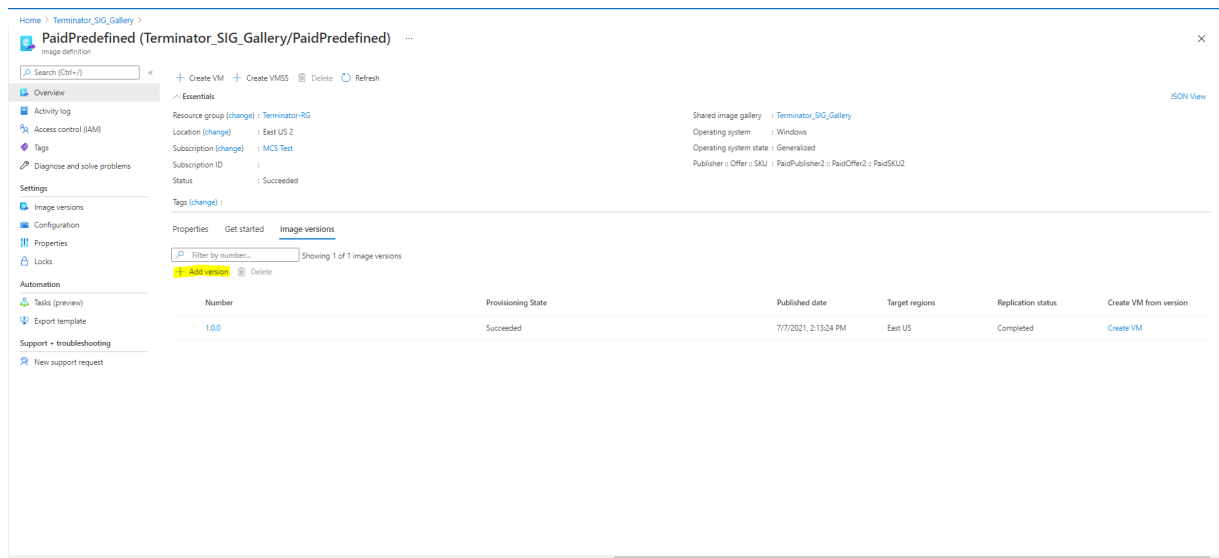 Home > Terminator_SIG_Gallery >
PaidPredefined (Terminator_SIG_Gallery/PaidPredefined) ...
Image definition
Search (Ctrl+/) «
Overview
Activity log
Access control (IAM)
Tags
Diagnose and solve problems
Settings
Image versions
Configuration
Properties
Locks
Automation
Tasks (preview)
Export template
Support + troubleshooting
New support request
+ Create VM + Create VMSS Delete Refresh
Essentials JSON View
Resource group (change) : Terminator-RG
Location (change) : East US 2
Subscription (change) : MCS Test
Subscription ID :
Status : Succeeded
Shared image gallery : Terminator_SIG_Gallery
Operating system : Windows
Operating system state : Generalized
Publisher :: Offer :: SKU : PaidPublisher2 :: PaidOffer2 :: PaidSKU2
Tags (change) :
Properties Get started Image versions
Filter by number... Showing 1 of 1 image versions
+ Add version Delete
Number Provisioning State Published date Target regions Replication status Create VM from version
1.0.0 Succeeded 7/7/2021, 2:13:24 PM East US Completed Create VM